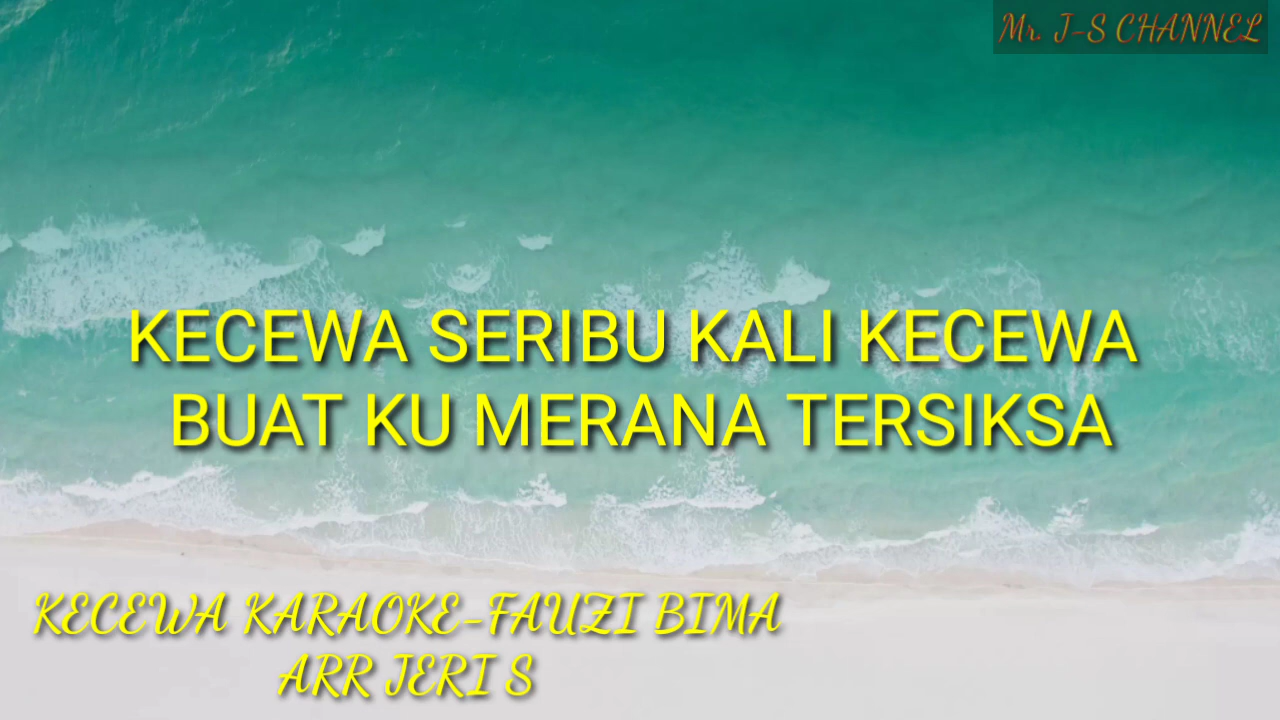 Mr. J-S CHANNEL
KECEWA SERIBU KALI KECEWA
BUAT KU MERANA TERSIKSA
KECEWA KARAOKE-FAUZI BIMA
ARR JERI S